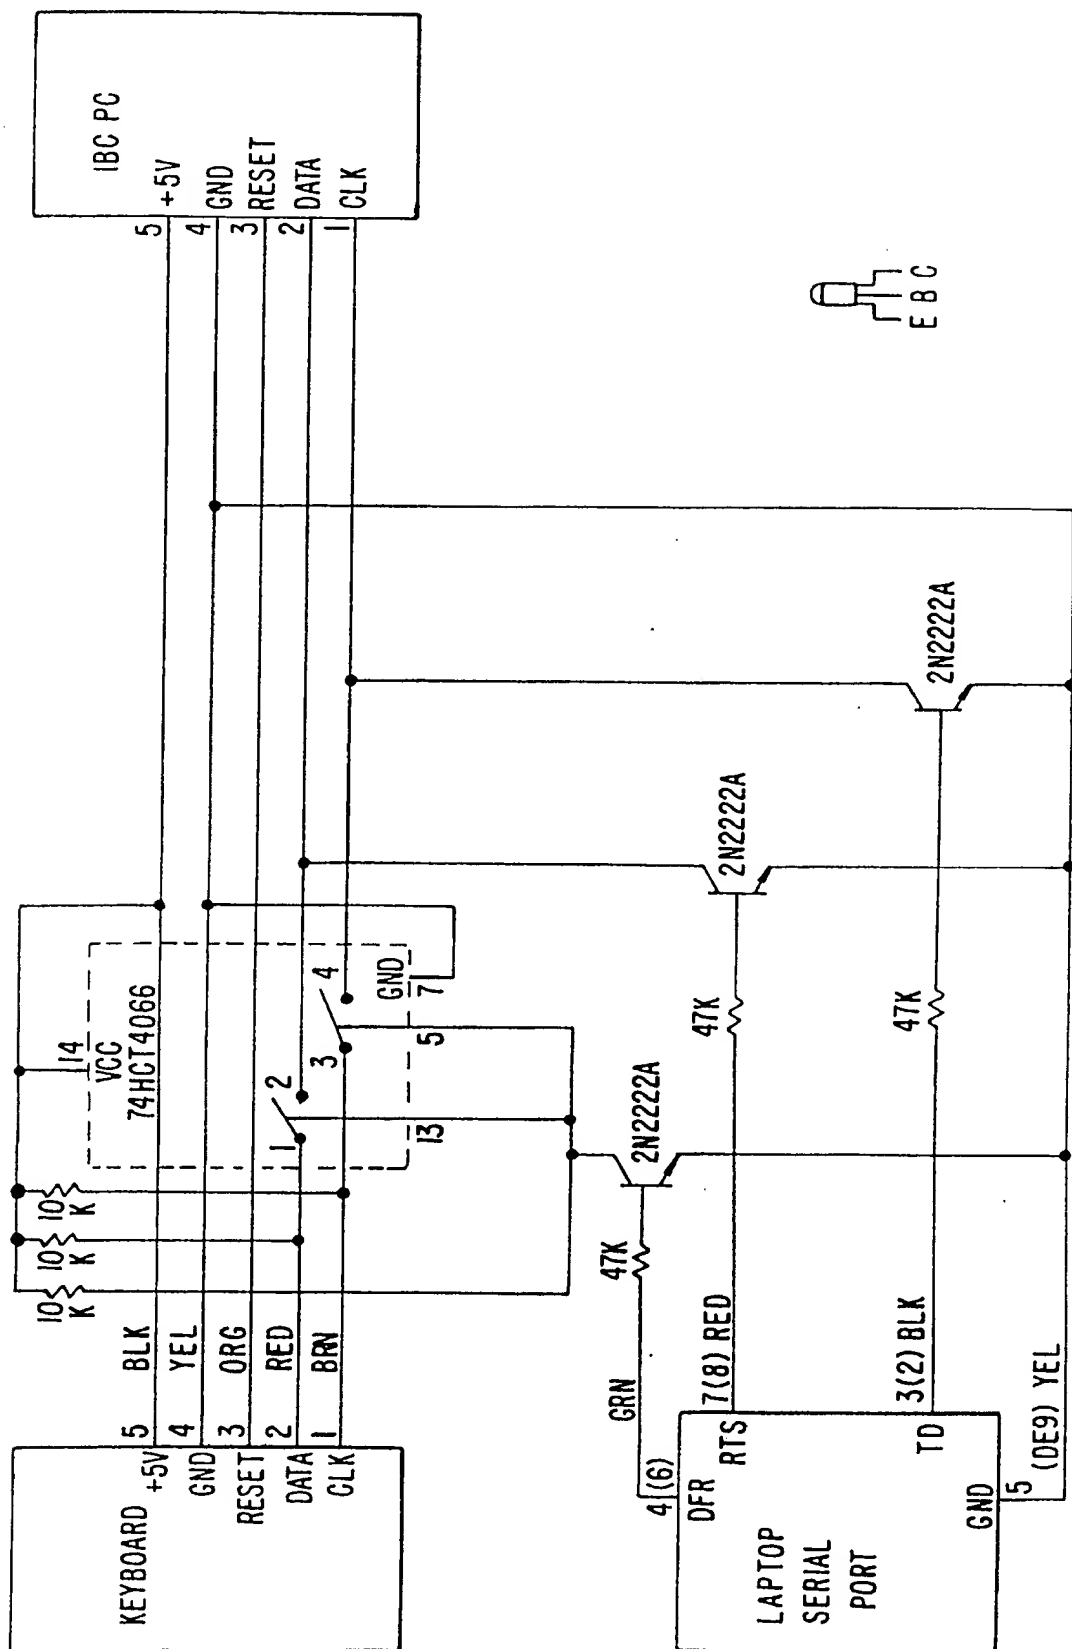 IBC PC
+5V
GND
RESET
DATA
CLK
5
4
3
2
1
E B C
14
VCC
74HCT4066
1
2
3
4
GND
7
13
5
10
K
10
K
10
K
BLK
YEL
ORG
RED
BRN
5
4
3
2
1
KEYBOARD
+5V
GND
RESET
DATA
CLK
2N2222A
2N2222A
2N2222A
47K
47K
47K
GRN
7(8) RED
3(2) BLK
(DE9) YEL
4 (6)
5
DFR
RTS
TD
GND
LAPTOP
SERIAL
PORT